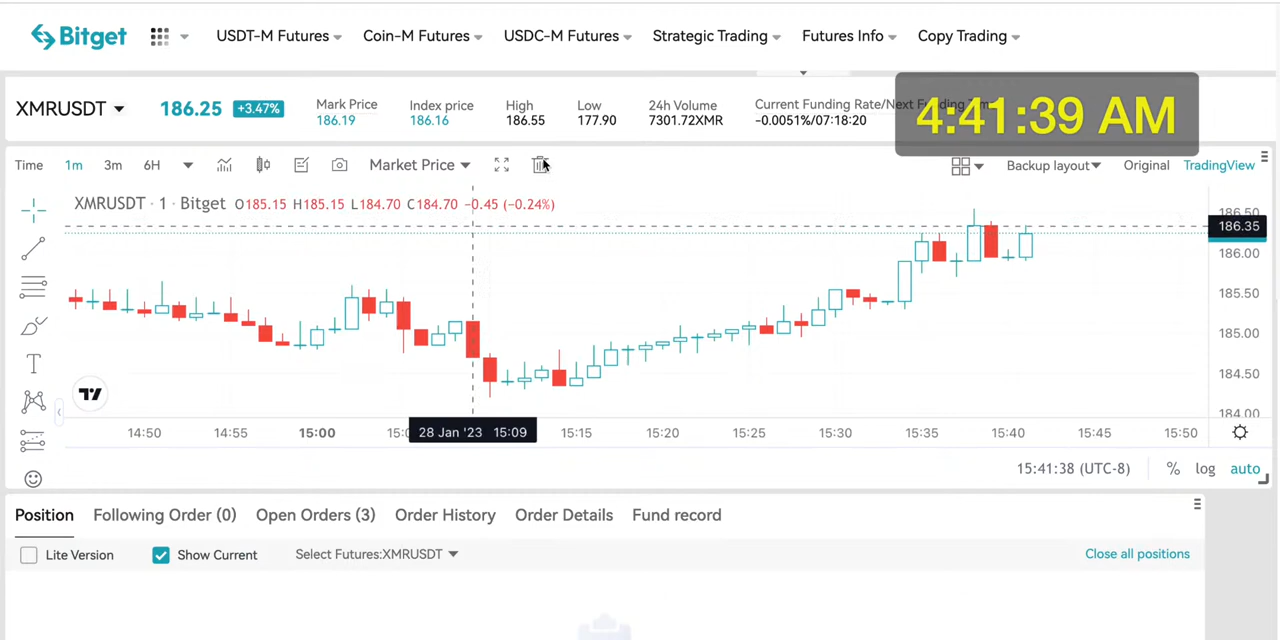 Bitget USDT-M Futures Coin-M Futures USDC-M Futures Strategic Trading Futures Info Copy Trading
XMRUSDT 186.25 +3.47%
Mark Price
186.19
Index price
186.16
High
186.55
Low
177.90
24h Volume
7301.72XMR
Current Funding Rate/Next Funding Time
-0.0051%/07:18:20
4:41:39 AM
Time 1m 3m 6H Market Price Backup layout Original TradingView
XMRUSDT · 1 · Bitget O185.15 H185.15 L184.70 C184.70 -0.45 (-0.24%)
186.50
186.35
186.00
185.50
185.00
184.50
184.00
14:50 14:55 15:00 28 Jan '23 15:09 15:15 15:20 15:25 15:30 15:35 15:40 15:45 15:50
15:41:38 (UTC-8) % log auto
Position Following Order (0) Open Orders (3) Order History Order Details Fund record
Lite Version Show Current Select Futures:XMRUSDT Close all positions